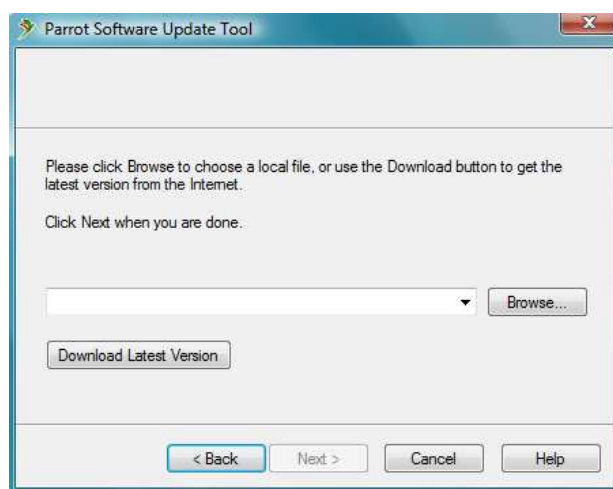 Parrot Software Update Tool
Please click Browse to choose a local file, or use the Download button to get the
latest version from the Internet.
Click Next when you are done.
Browse...
Download Latest Version
< Back Next > Cancel Help